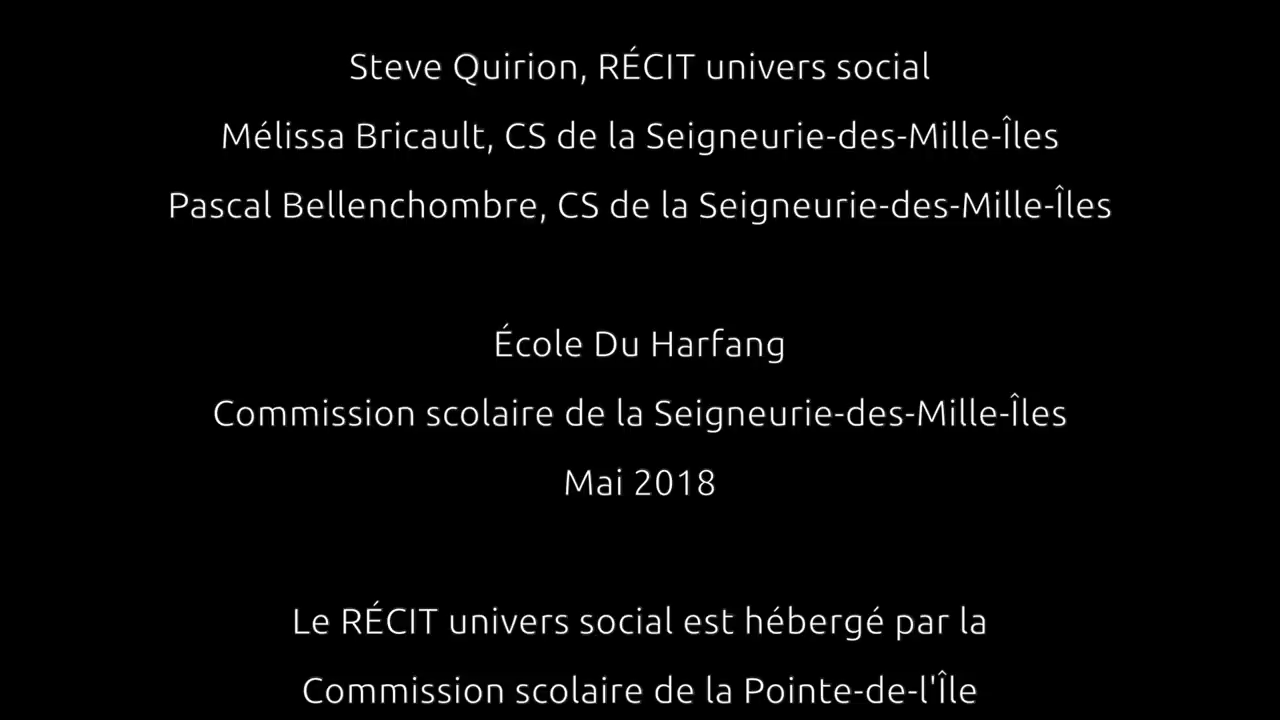 Steve Quirion, RÉCIT univers social
Mélissa Bricault, CS de la Seigneurie-des-Mille-Îles
Pascal Bellenchombre, CS de la Seigneurie-des-Mille-Îles
École Du Harfang
Commission scolaire de la Seigneurie-des-Mille-Îles
Mai 2018
Le RÉCIT univers social est hébergé par la
Commission scolaire de la Pointe-de-l'Île